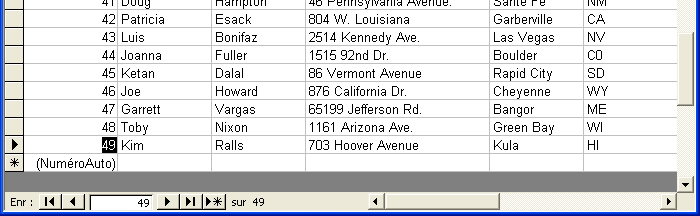 41 Doug Hampton 46 Pennsylvania Avenue. Sante Fe NM
42 Patricia Esack 804 W. Louisiana Garberville CA
43 Luis Bonifaz 2514 Kennedy Ave. Las Vegas NV
44 Joanna Fuller 1515 92nd Dr. Boulder C0
45 Ketan Dalal 86 Vermont Avenue Rapid City SD
46 Joe Howard 876 California Dr. Cheyenne WY
47 Garrett Vargas 65199 Jefferson Rd. Bangor ME
48 Toby Nixon 1161 Arizona Ave. Green Bay WI
49 Kim Ralls 703 Hoover Avenue Kula HI
(NuméroAuto)
Enr : 49 sur 49